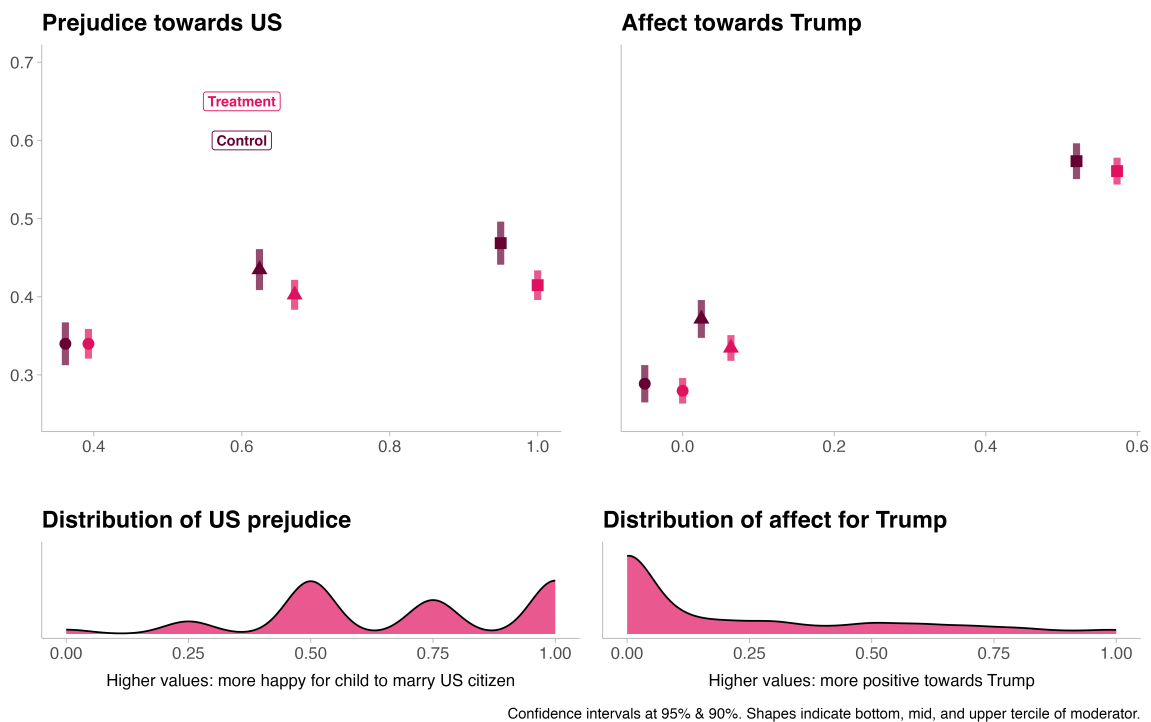 Prejudice towards US
Affect towards Trump
0.7
0.6
0.5
0.4
0.3
Treatment
Control
0.4 0.6 0.8 1.0
0.0 0.2 0.4 0.6
Distribution of US prejudice
Distribution of affect for Trump
0.00 0.25 0.50 0.75 1.00
0.00 0.25 0.50 0.75 1.00
Higher values: more happy for child to marry US citizen
Higher values: more positive towards Trump
Confidence intervals at 95% & 90%. Shapes indicate bottom, mid, and upper tercile of moderator.